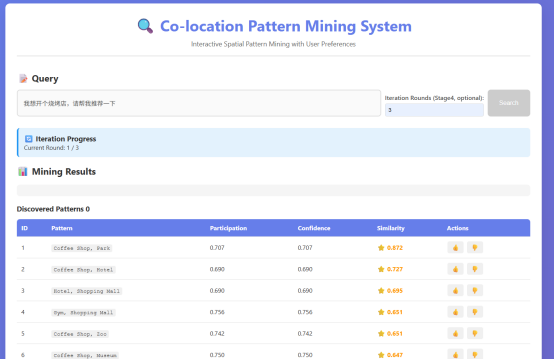 Co-location Pattern Mining System
Interactive Spatial Pattern Mining with User Preferences
Query
我想开个烧烤店，请帮我推荐一下
Iteration Rounds (Stage4, optional):
3
Search
Iteration Progress
Current Round: 1 / 3
Mining Results
Discovered Patterns 0
ID Pattern Participation Confidence Similarity Actions
1 Coffee Shop, Park 0.707 0.707 0.872
2 Coffee Shop, Hotel 0.690 0.690 0.727
3 Hotel, Shopping Mall 0.690 0.690 0.695
4 Gym, Shopping Mall 0.756 0.756 0.651
5 Coffee Shop, Zoo 0.742 0.742 0.651
6 Coffee Shop, Museum 0.750 0.750 0.647